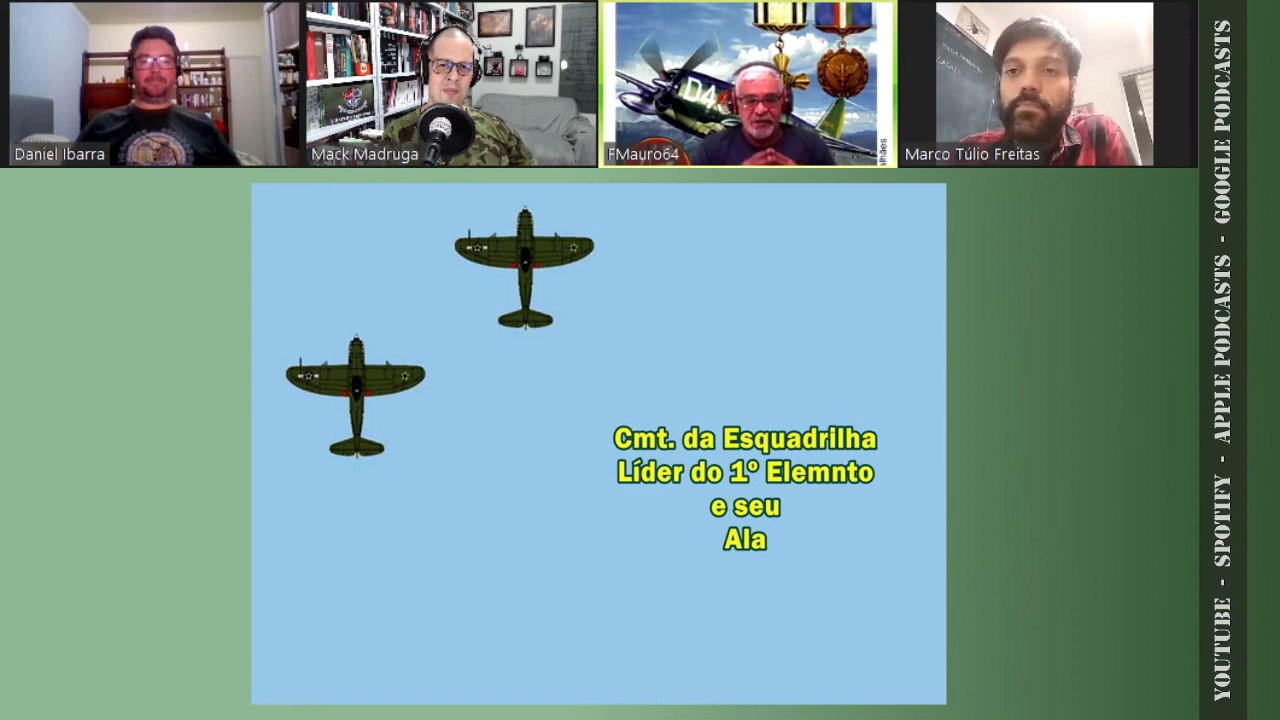 Daniel Ibarra
Mack Madruga
FMauro64
Marco Túlio Freitas
D4
Cmt. da Esquadrilha
Líder do 1º Elemnto
e seu
Ala
YOUTUBE - SPOTIFY - APPLE PODCASTS - GOOGLE PODCASTS